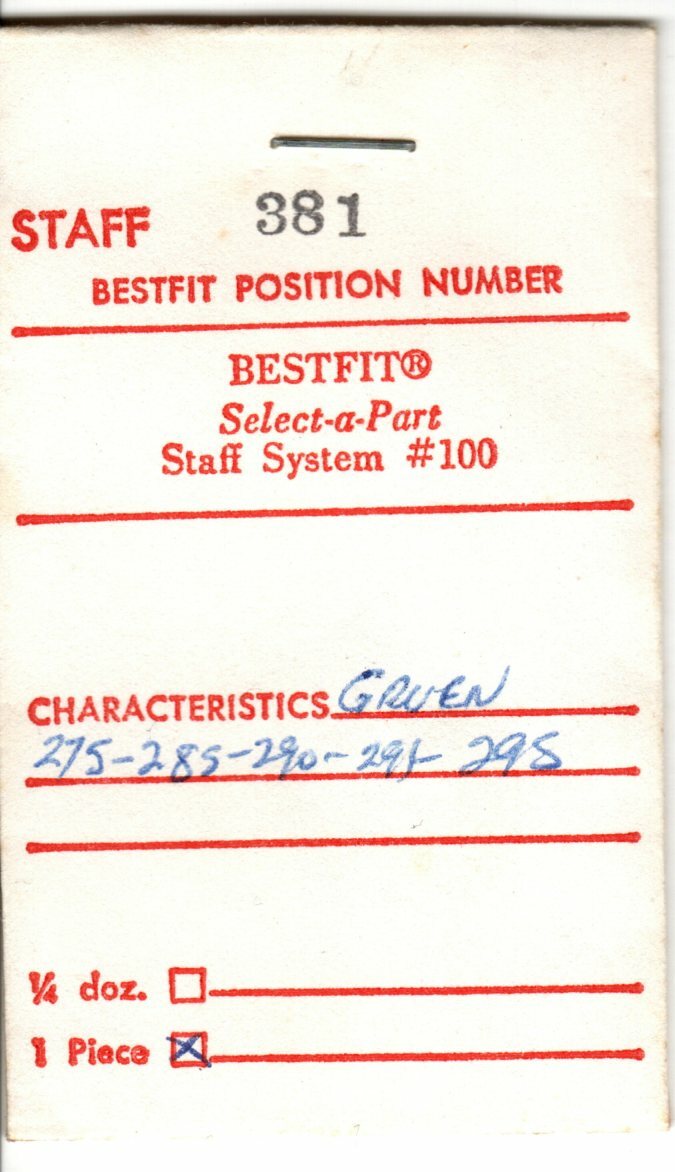 STAFF 381
BESTFIT POSITION NUMBER
BESTFIT®
Select-a-Part
Staff System #100
CHARACTERISTICS GRUEN
275-285-290-291-295
¼ doz.
1 Piece